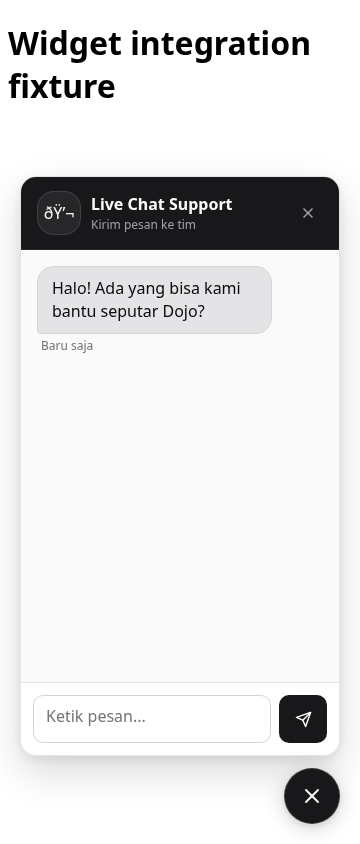 Widget integration
fixture
ðŸ’¬
Live Chat Support
Kirim pesan ke tim
Halo! Ada yang bisa kami
bantu seputar Dojo?
Baru saja
Ketik pesan...